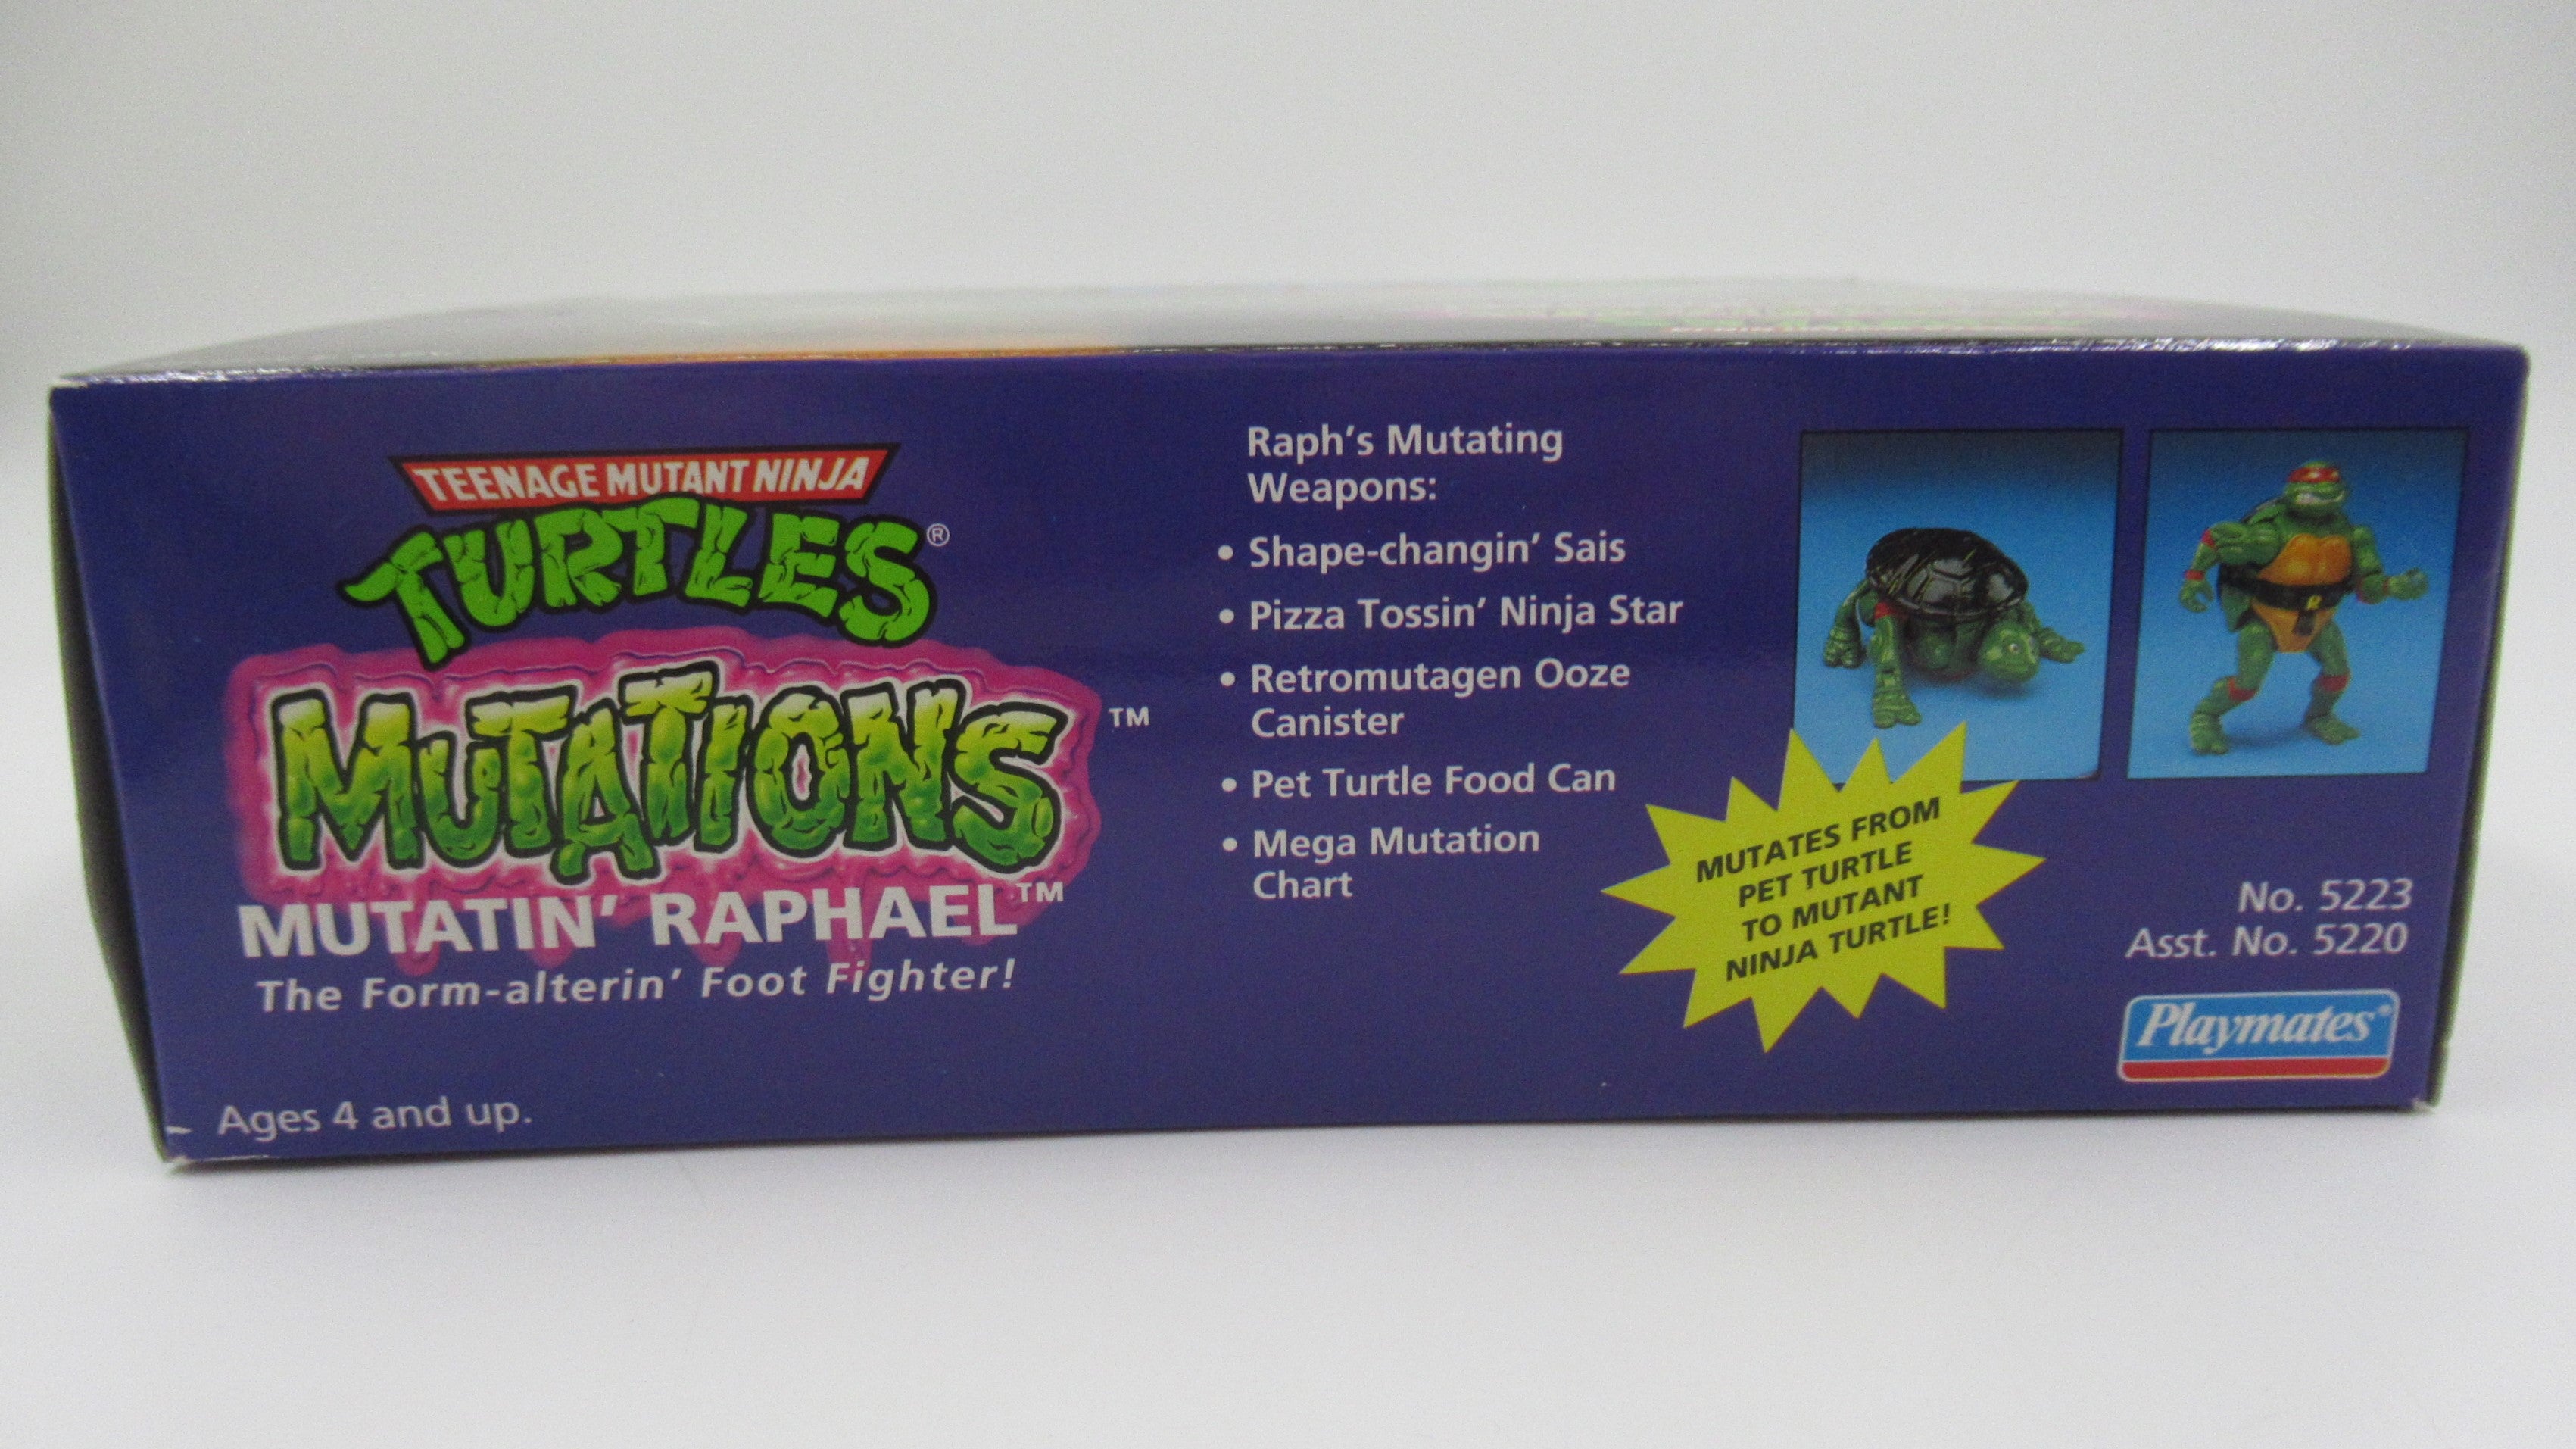 TEENAGE MUTANT NINJA
TURTLES®
MUTATIONS™
MUTATIN' RAPHAEL™
The Form-alterin' Foot Fighter!
Ages 4 and up.
Raph's Mutating
Weapons:
• Shape-changin' Sais
• Pizza Tossin' Ninja Star
• Retromutagen Ooze
Canister
• Pet Turtle Food Can
• Mega Mutation
Chart
MUTATES FROM
PET TURTLE
TO MUTANT
NINJA TURTLE!
R
No. 5223
Asst. No. 5220
Playmates®